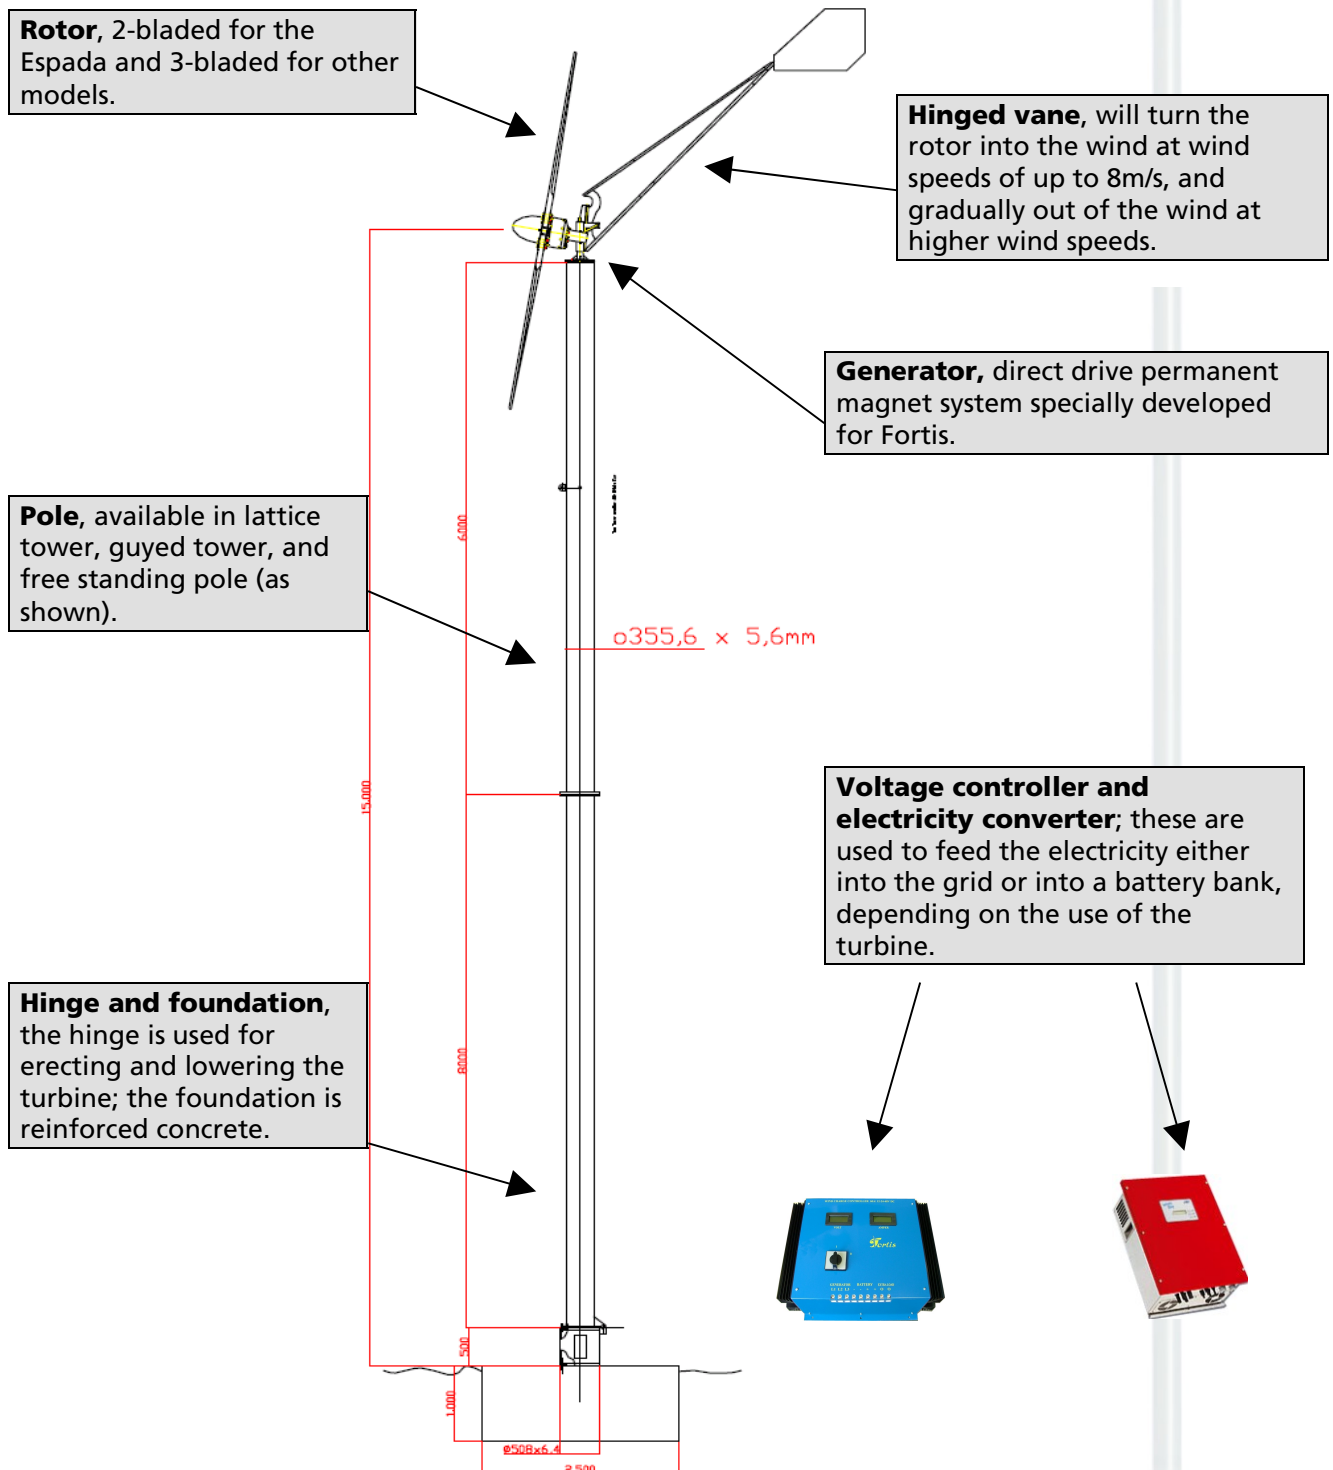 Rotor, 2-bladed for the
Espada and 3-bladed for other
models.
Hinged vane, will turn the
rotor into the wind at wind
speeds of up to 8m/s, and
gradually out of the wind at
higher wind speeds.
Generator, direct drive permanent
magnet system specially developed
for Fortis.
Pole, available in lattice
tower, guyed tower, and
free standing pole (as
shown).
6000
o355,6 x 5,6mm
15.000
Voltage controller and
electricity converter; these are
used to feed the electricity either
into the grid or into a battery bank,
depending on the use of the
turbine.
Hinge and foundation,
the hinge is used for
erecting and lowering the
turbine; the foundation is
reinforced concrete.
8000
Fortis
GENERATOR BATTERY
500
1.000
Ø508x6.4
2.500